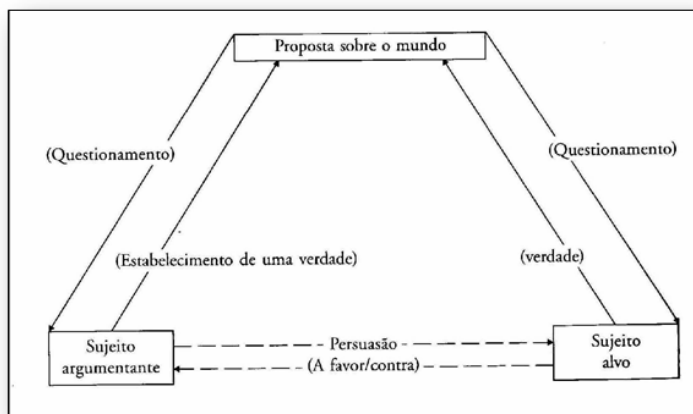 Proposta sobre o mundo
(Questionamento)
(Questionamento)
(Estabelecimento de uma verdade)
(verdade)
Sujeito
argumentante
Persuasão
(A favor/contra)
Sujeito
alvo